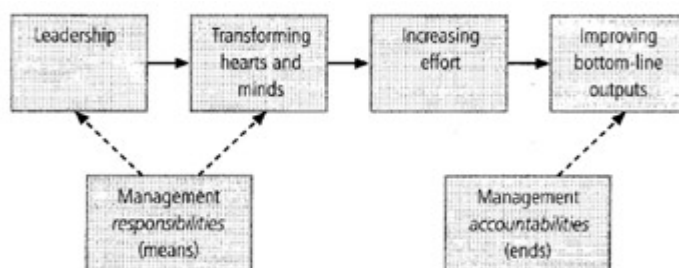 Leadership
Transforming
hearts and
minds
Increasing
effort
Improving
bottom-line
outputs
Management
responsibilities
(means)
Management
accountabilities
(ends)